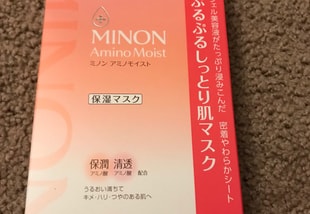 MINON
MINON
Amino Moist
ミノン アミノモイスト
保湿マスク
保潤 清透
アミノ酸 アミノ酸 配合
うるおい満ちて
キメ・ハリ・つやのある肌へ
ジェル美容液がたっぷり浸みこんだ 密着やわらかシート
ぷるぷるしっとり肌マスク